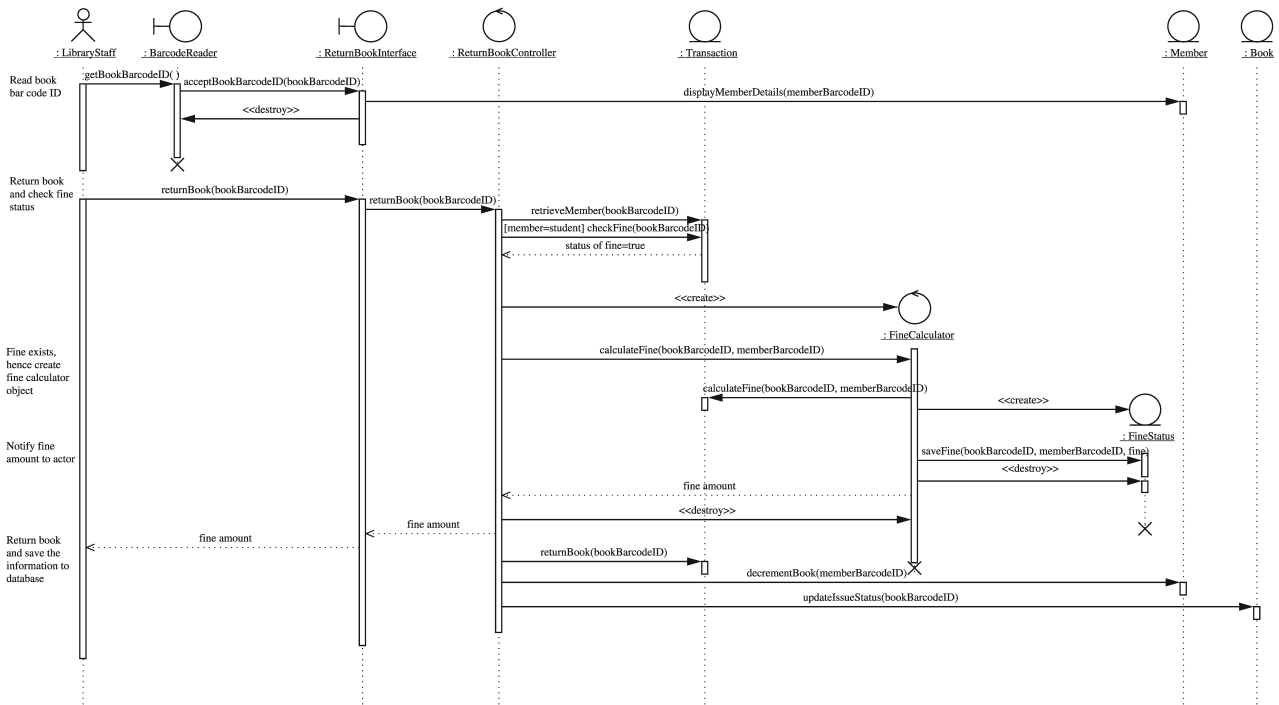 : LibraryStaff
: BarcodeReader
: ReturnBookInterface
: ReturnBookController
: Transaction
: Member
: Book
Read book
bar code ID
getBookBarcodeID( )
acceptBookBarcodeID(bookBarcodeID)
displayMemberDetails(memberBarcodeID)
<<destroy>>
Return book
and check fine
status
returnBook(bookBarcodeID)
returnBook(bookBarcodeID)
retrieveMember(bookBarcodeID)
[member=student] checkFine(bookBarcodeID)
status of fine=true
<<create>>
: FineCalculator
Fine exists,
hence create
fine calculator
object
calculateFine(bookBarcodeID, memberBarcodeID)
calculateFine(bookBarcodeID, memberBarcodeID)
<<create>>
: FineStatus
Notify fine
amount to actor
saveFine(bookBarcodeID, memberBarcodeID, fine)
<<destroy>>
fine amount
<<destroy>>
fine amount
fine amount
Return book
and save the
information to
database
returnBook(bookBarcodeID)
decrementBook(memberBarcodeID)
updateIssueStatus(bookBarcodeID)